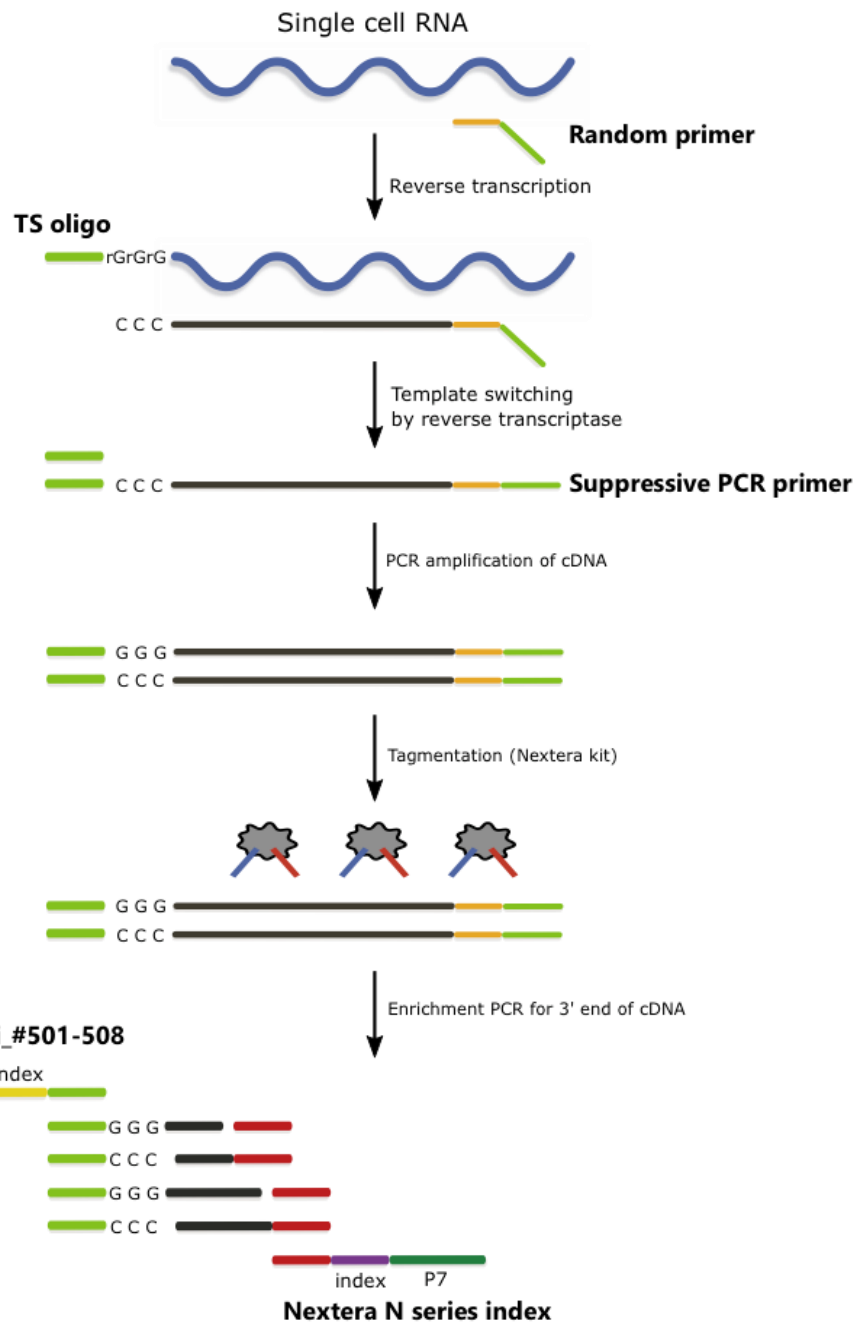 Single cell RNA
Random primer
Reverse transcription
TS oligo
rGrGrG
C C C
Template switching
by reverse transcriptase
C C C
Suppressive PCR primer
PCR amplification of cDNA
G G G
C C C
Tagmentation (Nextera kit)
G G G
C C C
Enrichment PCR for 3' end of cDNA
i_#501-508
ndex
G G G
C C C
G G G
C C C
index P7
Nextera N series index